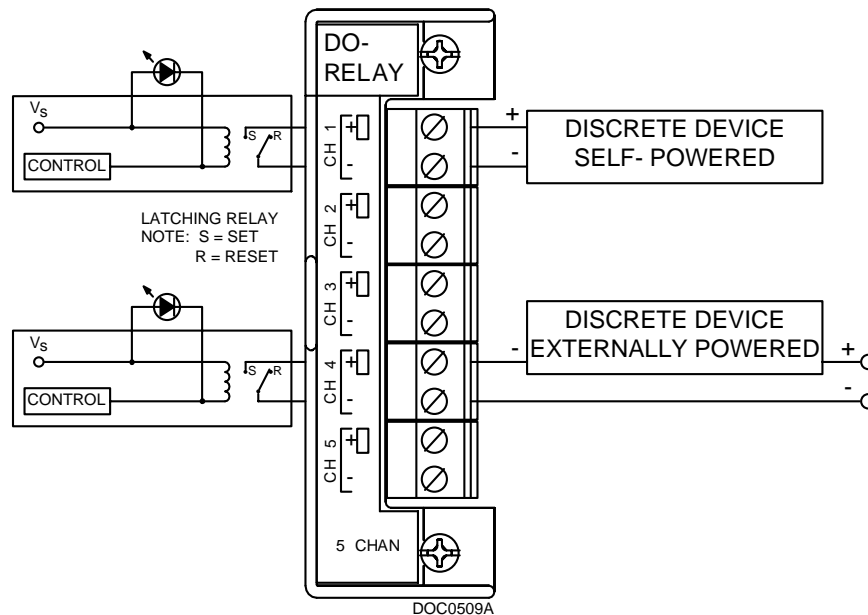 DO-
RELAY
Vs
CONTROL
S R
LATCHING RELAY
NOTE: S = SET
R = RESET
Vs
CONTROL
S R
CH 1
+
-
CH 2
+
-
CH 3
+
-
CH 4
+
-
CH 5
+
-
5 CHAN
+
-
DISCRETE DEVICE
SELF- POWERED
-
DISCRETE DEVICE
EXTERNALLY POWERED
+
-
DOC0509A